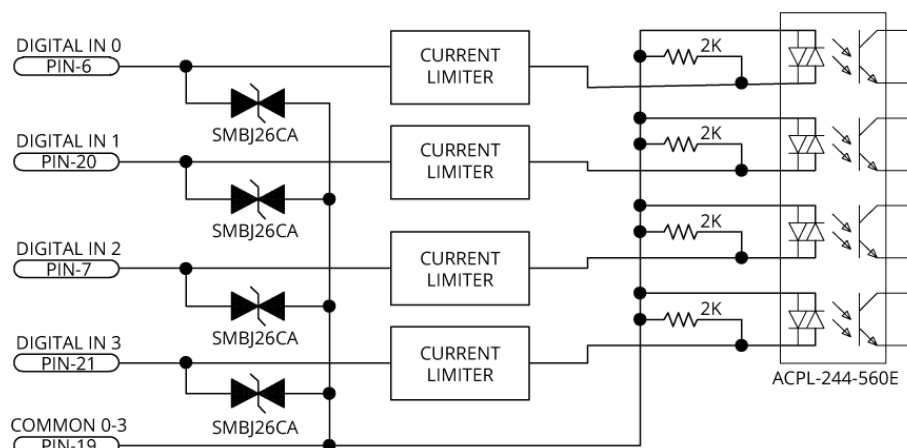 DIGITAL IN 0
PIN-6
CURRENT
LIMITER
2K
SMBJ26CA
DIGITAL IN 1
PIN-20
CURRENT
LIMITER
2K
SMBJ26CA
DIGITAL IN 2
PIN-7
CURRENT
LIMITER
2K
SMBJ26CA
DIGITAL IN 3
PIN-21
CURRENT
LIMITER
2K
ACPL-244-560E
SMBJ26CA
COMMON 0-3
PIN-19